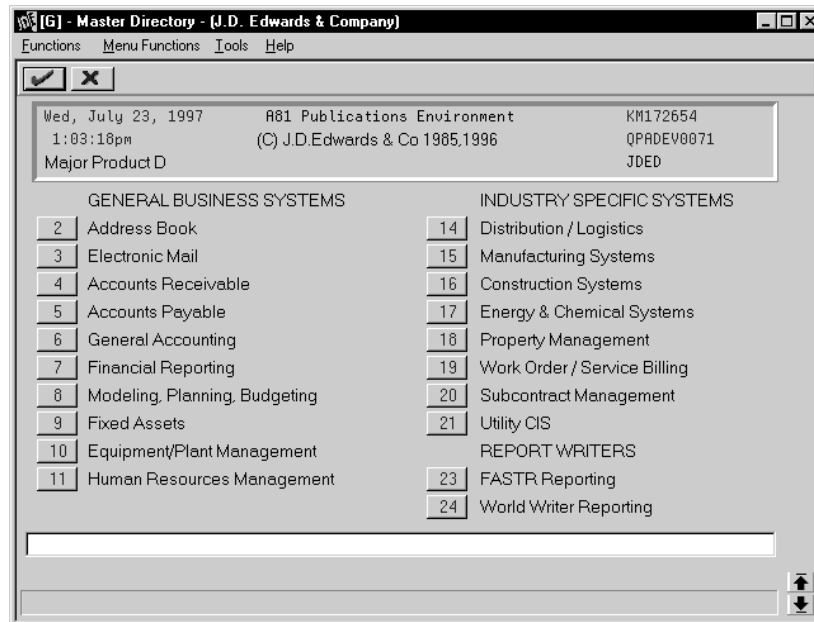 [G] - Master Directory - (J.D. Edwards & Company)
Functions Menu Functions Tools Help
Wed, July 23, 1997 A81 Publications Environment KM172654
1:03:18pm (C) J.D.Edwards & Co 1985,1996 QPADEV0071
Major Product D JDED
GENERAL BUSINESS SYSTEMS
2 Address Book
3 Electronic Mail
4 Accounts Receivable
5 Accounts Payable
6 General Accounting
7 Financial Reporting
8 Modeling, Planning, Budgeting
9 Fixed Assets
10 Equipment/Plant Management
11 Human Resources Management
INDUSTRY SPECIFIC SYSTEMS
14 Distribution / Logistics
15 Manufacturing Systems
16 Construction Systems
17 Energy & Chemical Systems
18 Property Management
19 Work Order / Service Billing
20 Subcontract Management
21 Utility CIS
REPORT WRITERS
23 FASTR Reporting
24 World Writer Reporting